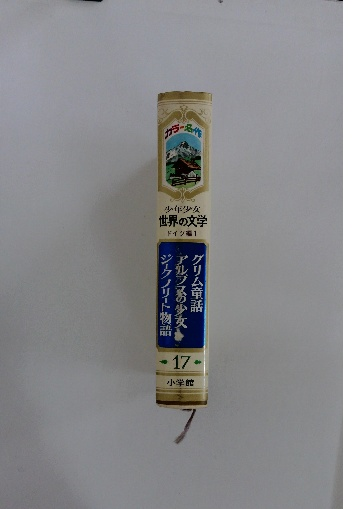 カラー名作
少年少女
世界の文学
ドイツ編1
グリム童話
アルプスの少女
ジークフリート物語
17
小学館